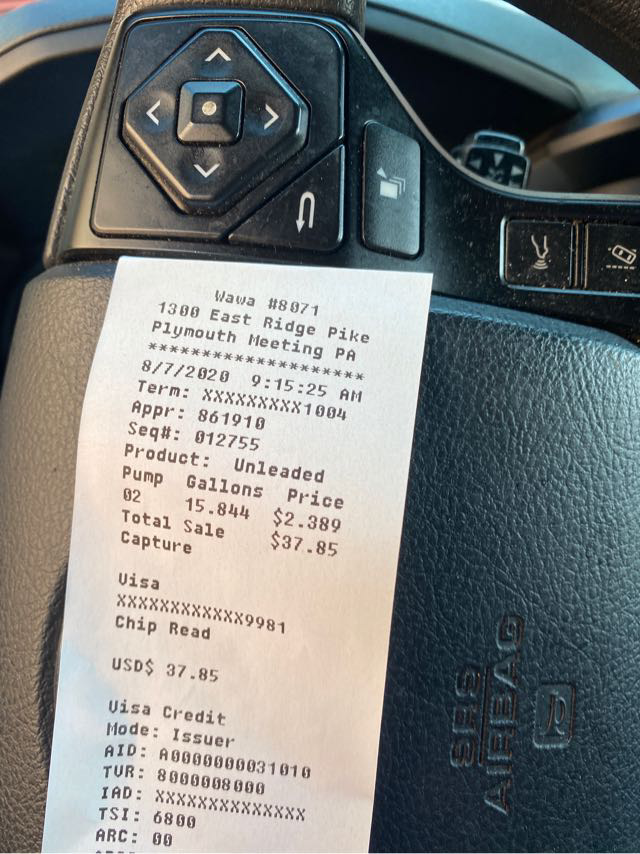 Wawa #8071
1300 East Ridge Pike
Plymouth Meeting PA
********************
8/7/2020 9:15:25 AM
Term: XXXXXXXXX1004
Appr: 861910
Seq#: 012755
Product: Unleaded
Pump Gallons Price
02 15.844 $2.389
Total Sale $37.85
Capture
Visa
XXXXXXXXXXXX9981
Chip Read
USD$ 37.85
Visa Credit
Mode: Issuer
AID: A0000000031010
TVR: 8000008000
IAD: XXXXXXXXXXXXXX
TSI: 6800
ARC: 00
SRS
AIRBAG